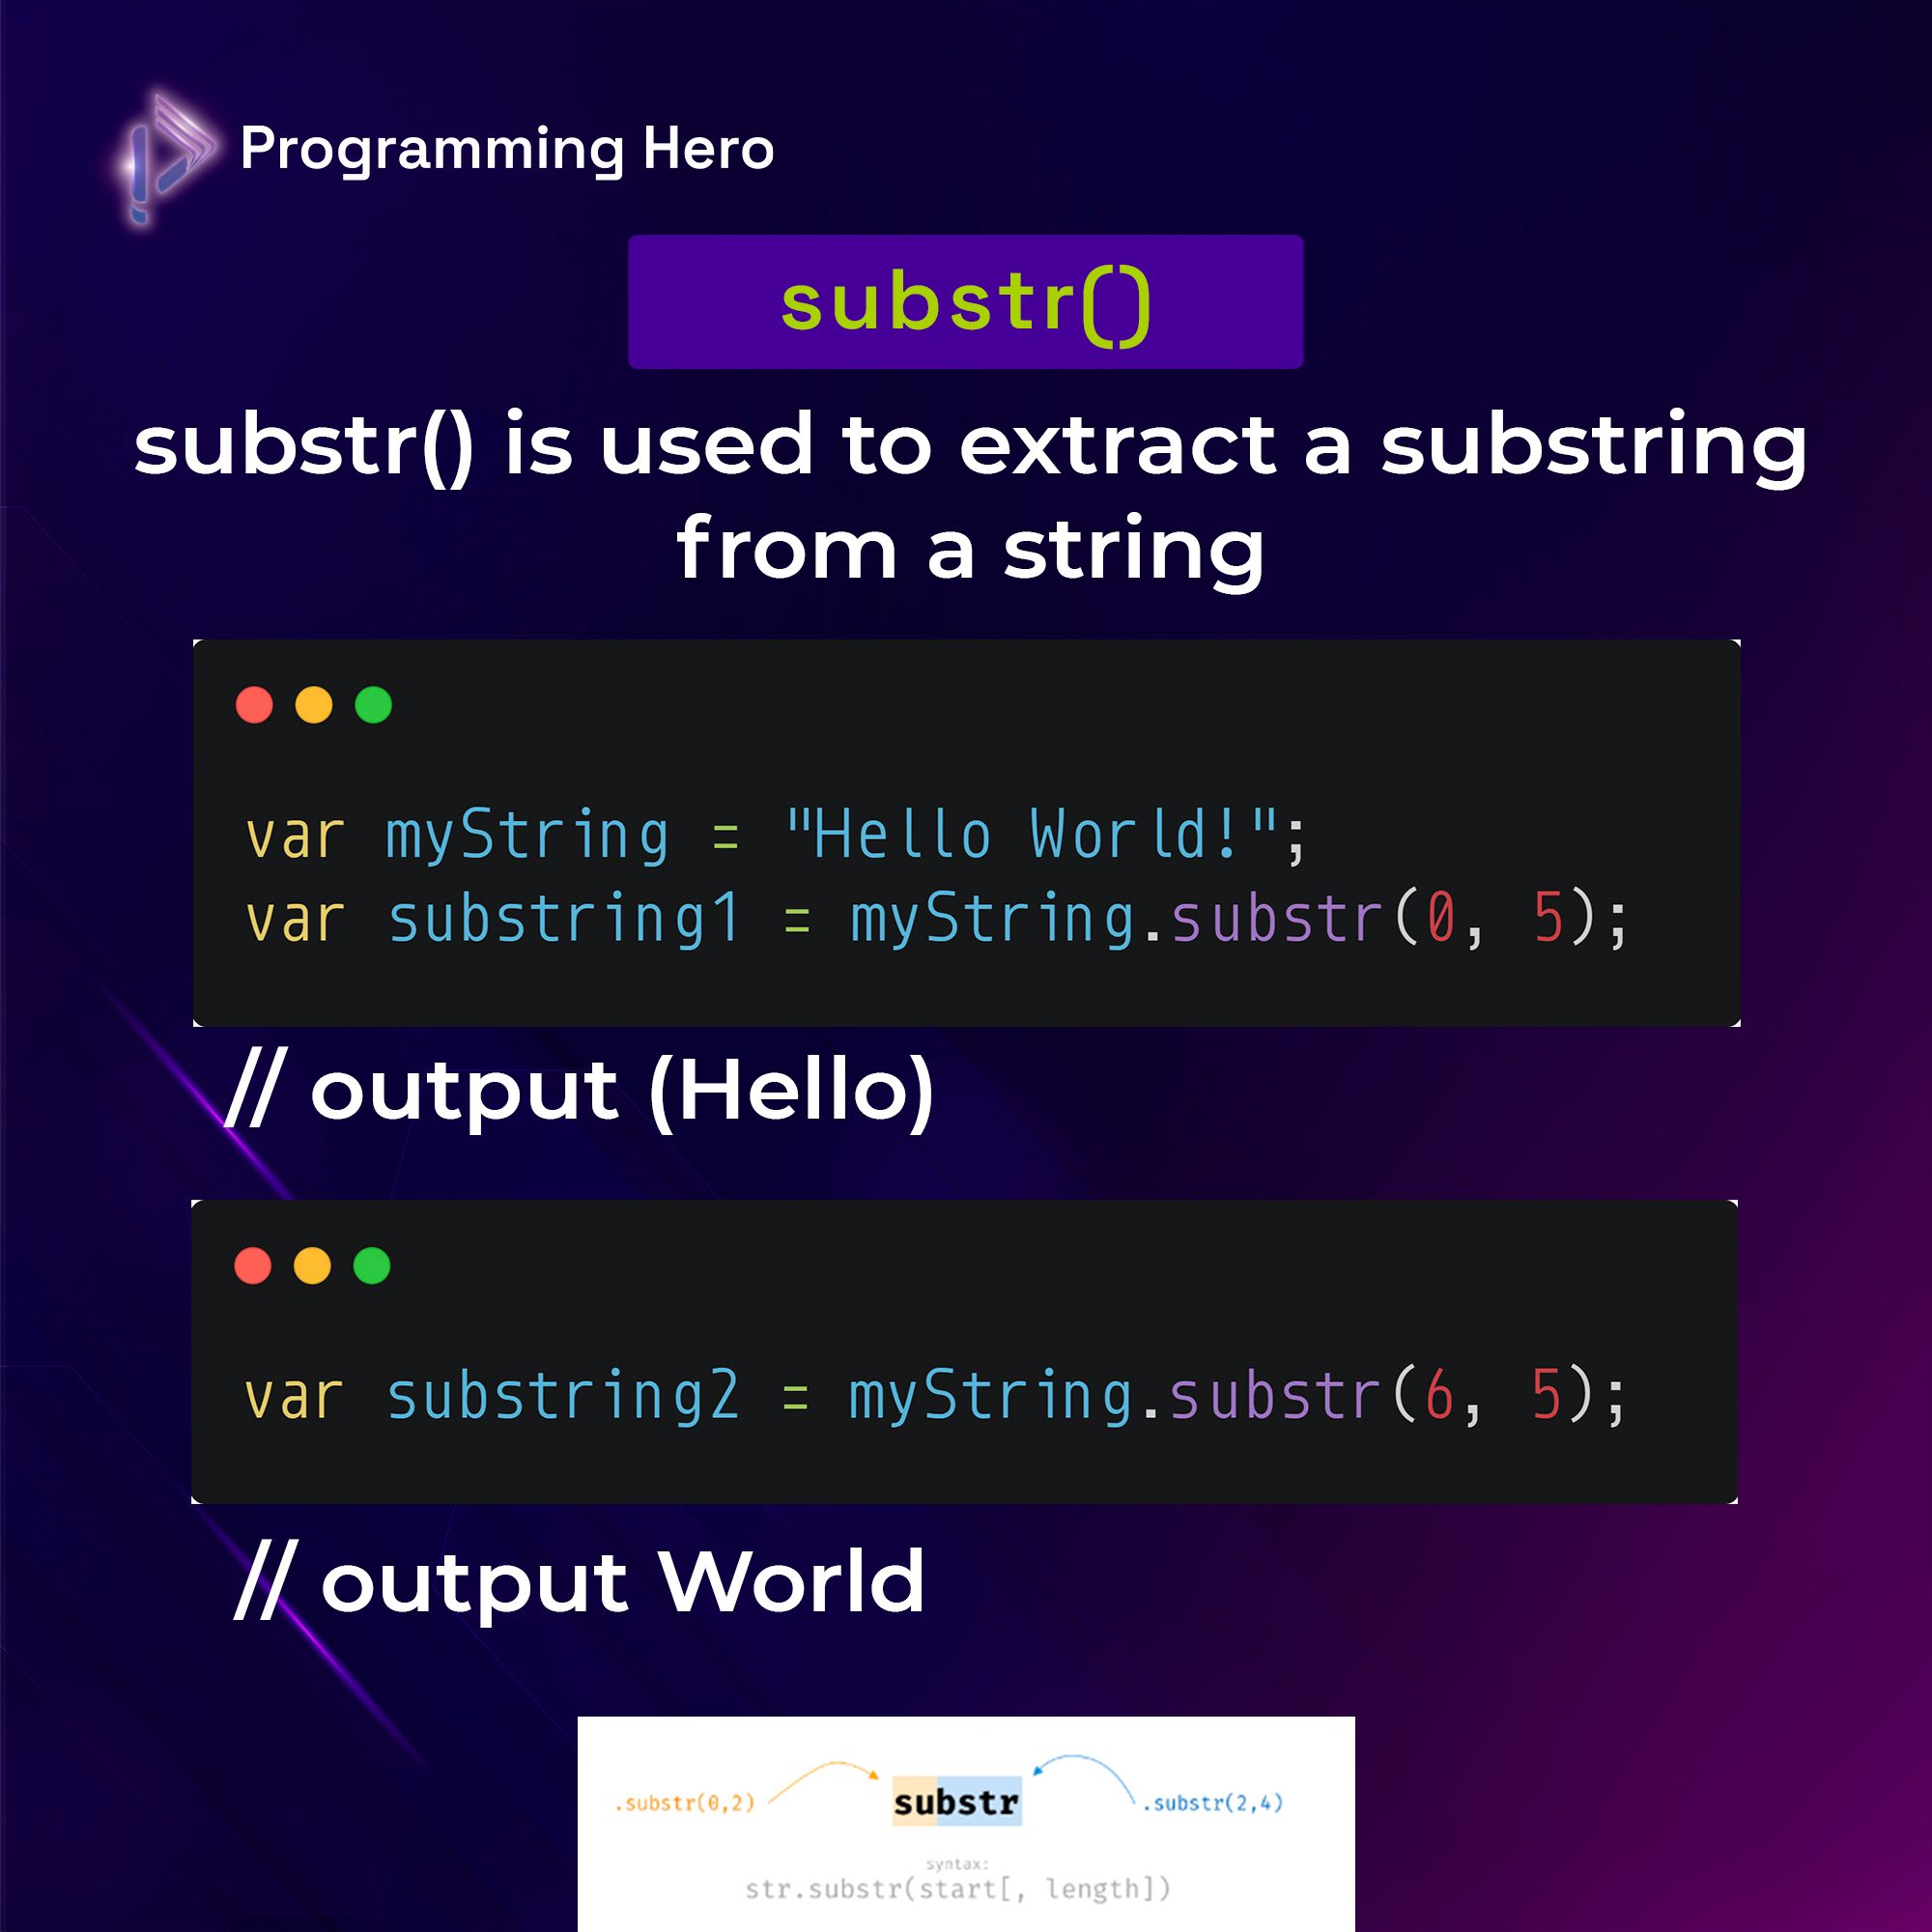 Programming Hero
substr()
substr() is used to extract a substring
from a string
var myString = "Hello World!";
var substring1 = myString.substr(0, 5);
// output (Hello)
var substring2 = myString.substr(6, 5);
// output World
.substr(0,2) substr .substr(2,4)
syntax:
str.substr(start[, length])